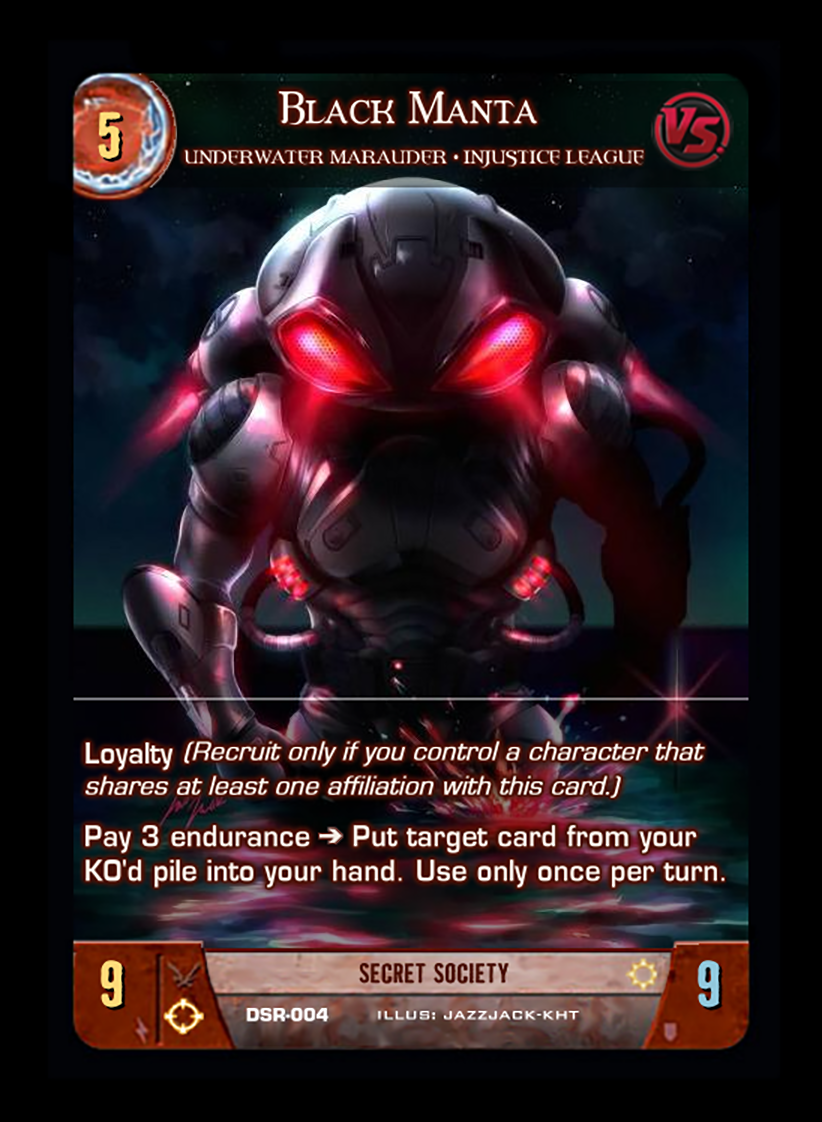 5
BLACK MANTA
VS.
UNDERWATER MARAUDER • INJUSTICE LEAGUE
Loyalty (Recruit only if you control a character that
shares at least one affiliation with this card.)
Pay 3 endurance ➔ Put target card from your
KO'd pile into your hand. Use only once per turn.
9
SECRET SOCIETY
9
DSR-004 ILLUS: JAZZJACK-KHT